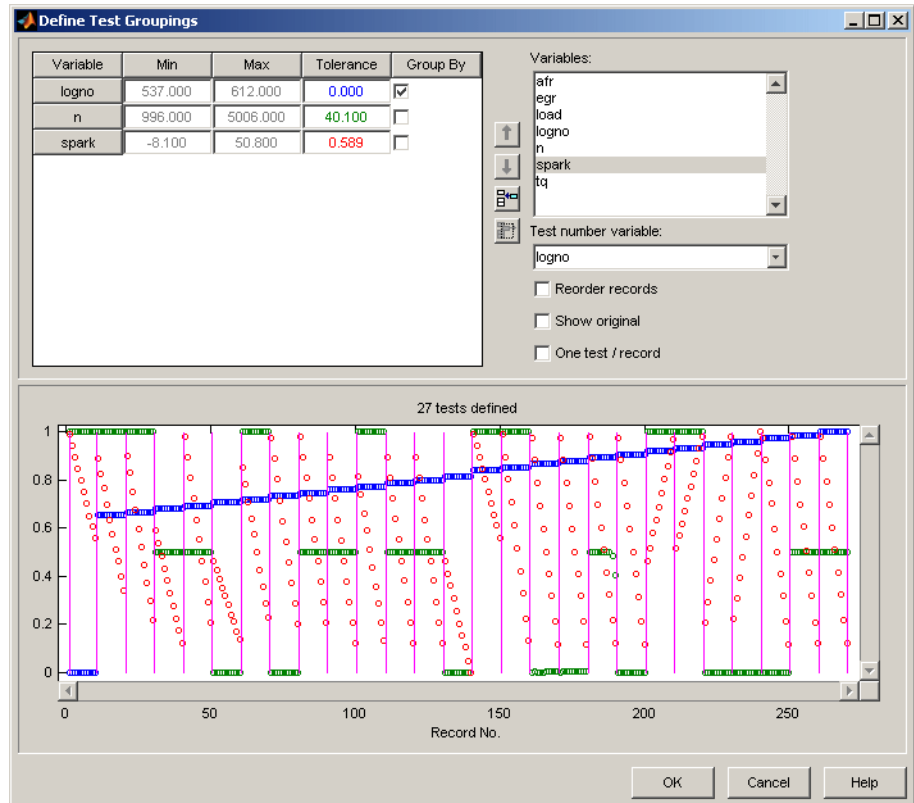 Define Test Groupings
Variable Min Max Tolerance Group By
logno 537.000 612.000 0.000
n 996.000 5006.000 40.100
spark -8.100 50.800 0.589
Variables:
afr
egr
load
logno
n
spark
tq
Test number variable:
logno
Reorder records
Show original
One test / record
27 tests defined
1
0.8
0.6
0.4
0.2
0
0 50 100 150 200 250
Record No.
OK Cancel Help